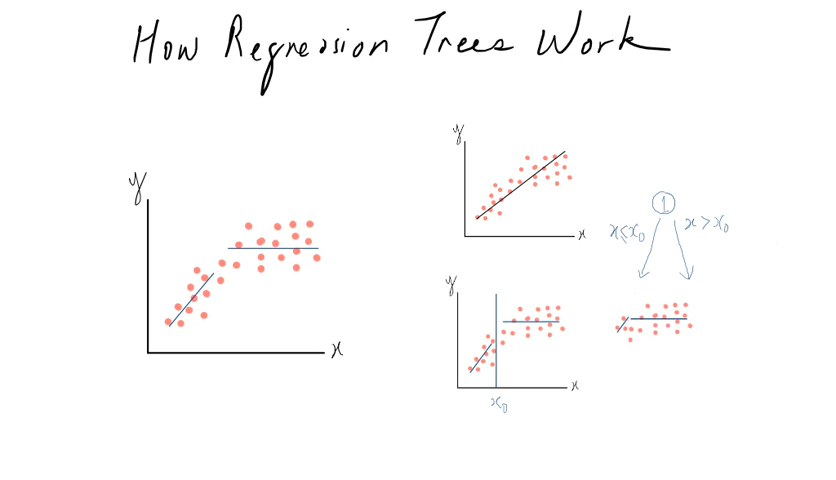 How Regression Trees Work
y
x
y
x
1
x≤x₀
x>x₀
y
x
x₀